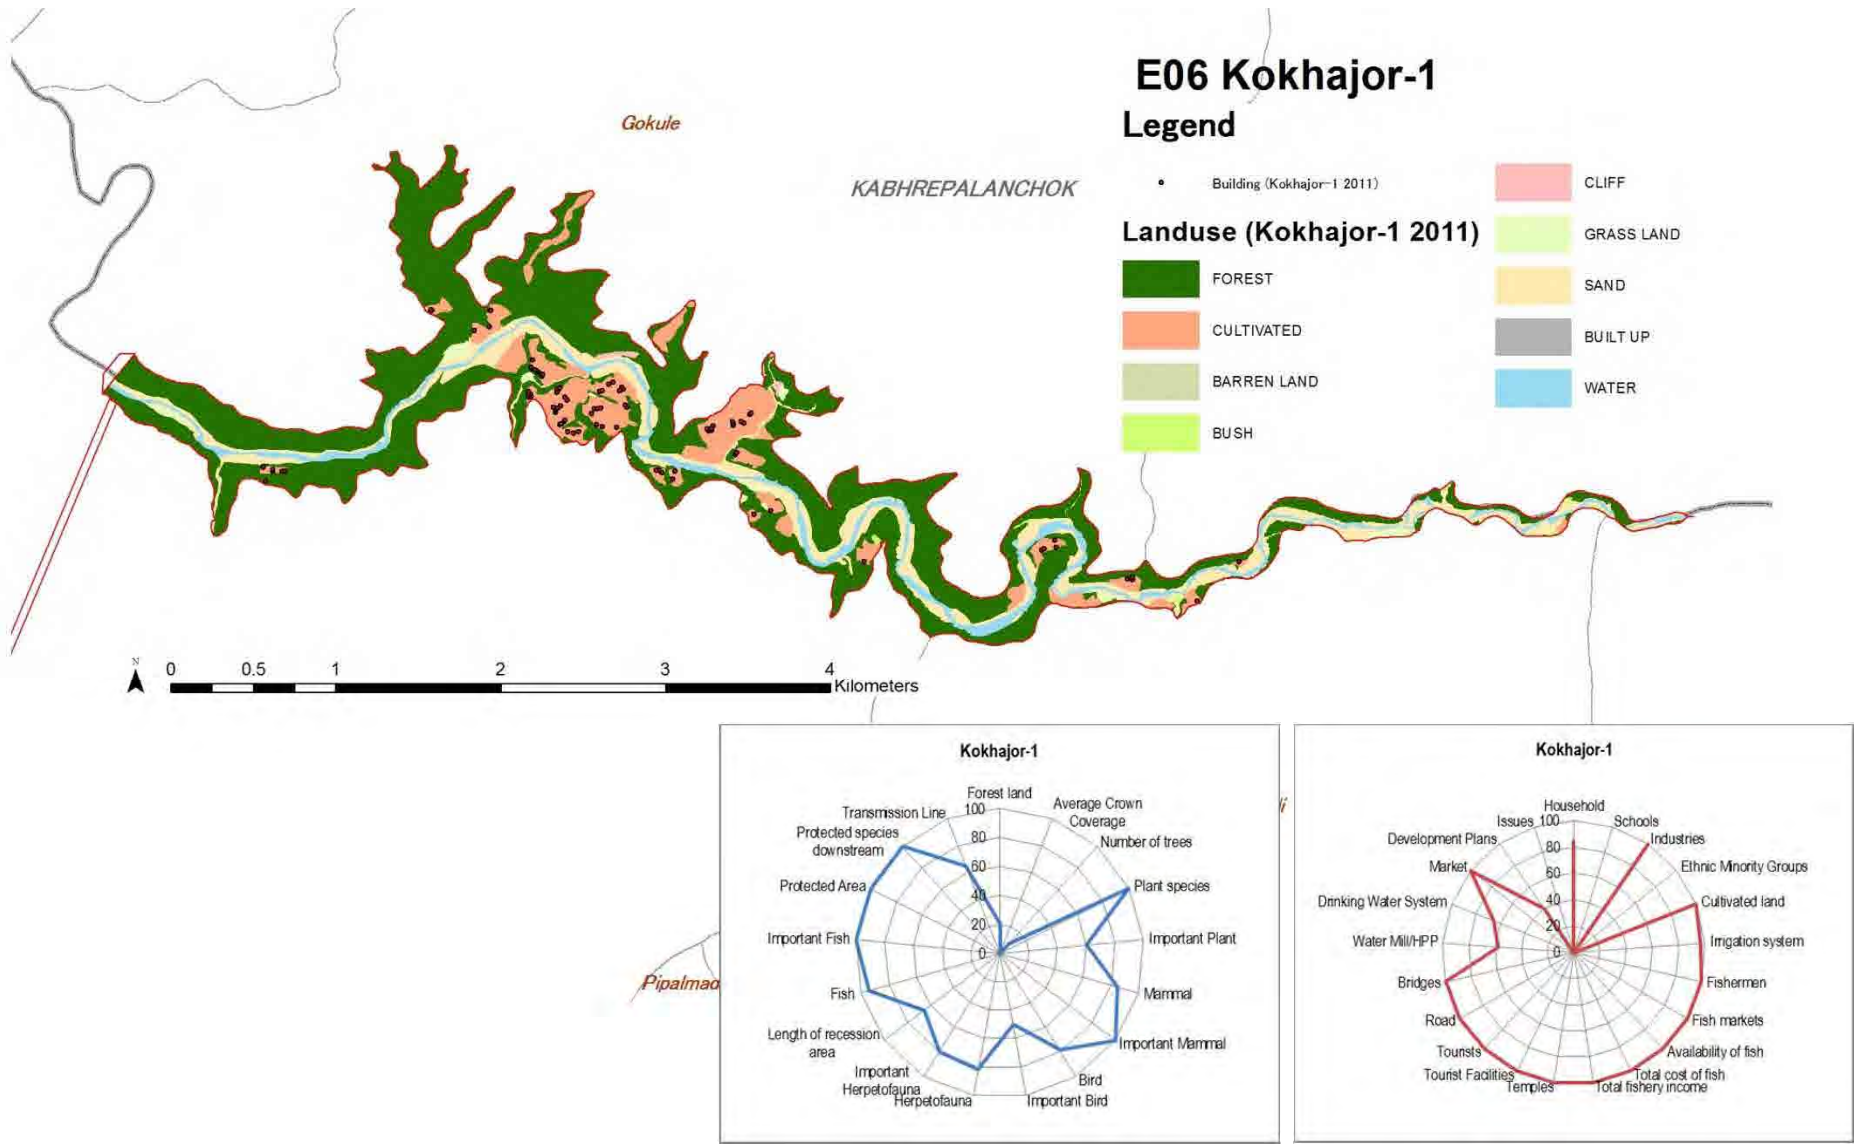 E06 Kokhajor-1
Legend
Building (Kokhajor-1 2011)
Landuse (Kokhajor-1 2011)
FOREST
CULTIVATED
BARREN LAND
BUSH
CLIFF
GRASS LAND
SAND
BUILT UP
WATER
Gokule
KABHREPALANCHOK
N
0 0.5 1 2 3 4
Kilometers
Pipalmad
Kokhajor-1
Forest land
Average Crown
Coverage
Number of trees
Plant species
Important Plant
Mammal
Important Mammal
Bird
Important Bird
Herpetofauna
Important
Herpetofauna
Length of recession
area
Fish
Important Fish
Protected Area
Protected species
downstream
Transmission Line
100
80
60
40
20
0
Kokhajor-1
Household
Schools
Industries
Ethnic Minority Groups
Cultivated land
Irrigation system
Fishermen
Fish markets
Availability of fish
Total cost of fish
Total fishery income
Temples
Tourist Facilities
Tourists
Road
Bridges
Water Mill/HPP
Drinking Water System
Market
Development Plans
Issues
100
80
60
40
20
0